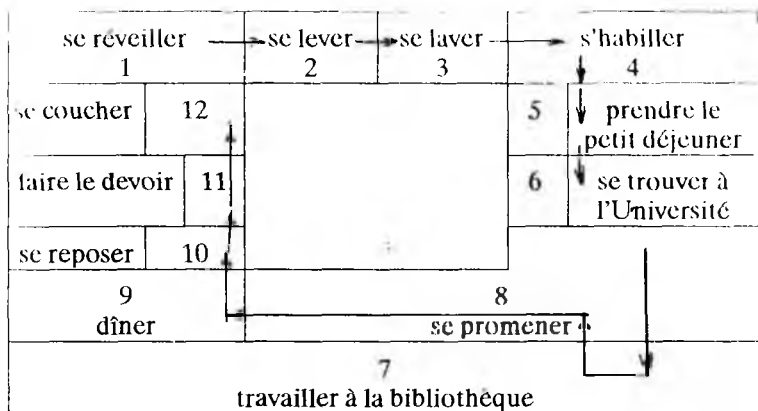 se réveiller se lever se laver s'habiller
1 2 3 4
se coucher 12 5 prendre le
petit déjeuner
faire le devoir 11 6 se trouver à
l'Université
se reposer 10
9 8
dîner se promener
7
travailler à la bibliothèque